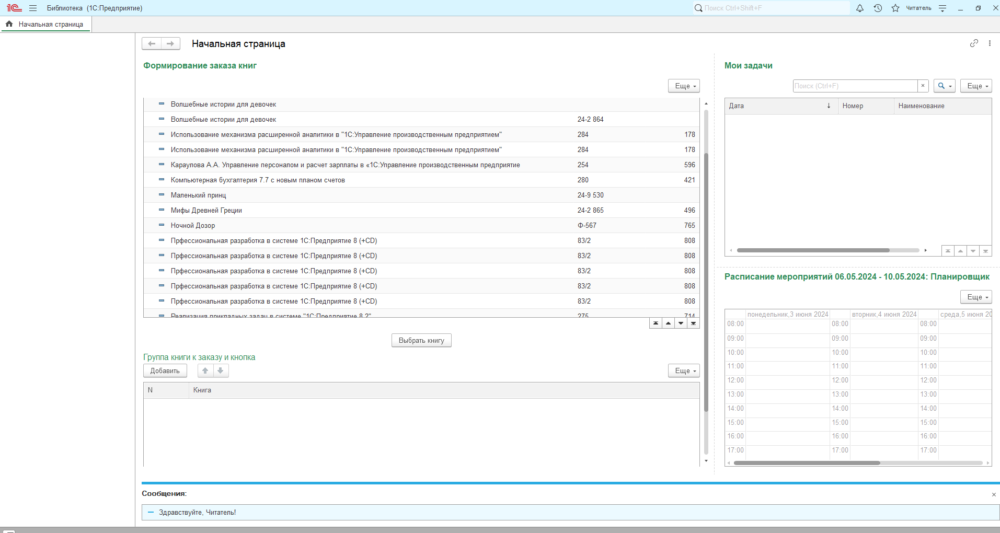 1С Библиотека (1С:Предприятие) Поиск Ctrl+Shift+F Читатель
Начальная страница
Начальная страница
Формирование заказа книг
Еще
Волшебные истории для девочек
Волшебные истории для девочек 24-2 864
Использование механизма расширенной аналитики в "1С:Управление производственным предприятием" 284 178
Использование механизма расширенной аналитики в "1С:Управление производственным предприятием" 284 178
Караулова А.А. Управление персоналом и расчет зарплаты в «1С:Управление производственным предприятие 254 596
Компьютерная бухгалтерия 7.7 с новым планом счетов 280 421
Маленький принц 24-9 530
Мифы Древней Греции 24-2 865 496
Ночной Дозор Ф-567 765
Прфессиональная разработка в системе 1С:Предприятие 8 (+CD) 83/2 808
Прфессиональная разработка в системе 1С:Предприятие 8 (+CD) 83/2 808
Прфессиональная разработка в системе 1С:Предприятие 8 (+CD) 83/2 808
Прфессиональная разработка в системе 1С:Предприятие 8 (+CD) 83/2 808
Прфессиональная разработка в системе 1С:Предприятие 8 (+CD) 83/2 808
Реализация прикладных задач в системе "1С:Предприятие 8.2" 275 714
Выбрать книгу
Группа книги к заказу и кнопка
Добавить Еще
N Книга
Мои задачи
Поиск (Ctrl+F) × Еще
Дата Номер Наименование
Расписание мероприятий 06.05.2024 - 10.05.2024: Планировщик
Еще
понедельник,3 июня 2024 вторник,4 июня 2024 среда,5 июня 20
08:00 08:00 08:00
09:00 09:00 09:00
10:00 10:00 10:00
11:00 11:00 11:00
12:00 12:00 12:00
13:00 13:00 13:00
14:00 14:00 14:00
15:00 15:00 15:00
16:00 16:00 16:00
17:00 17:00 17:00
Сообщения:
Здравствуйте, Читатель!